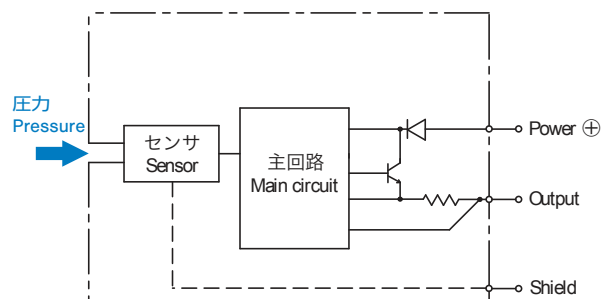 圧力
Pressure
センサ
Sensor
主回路
Main circuit
Power ⊕
Output
Shield